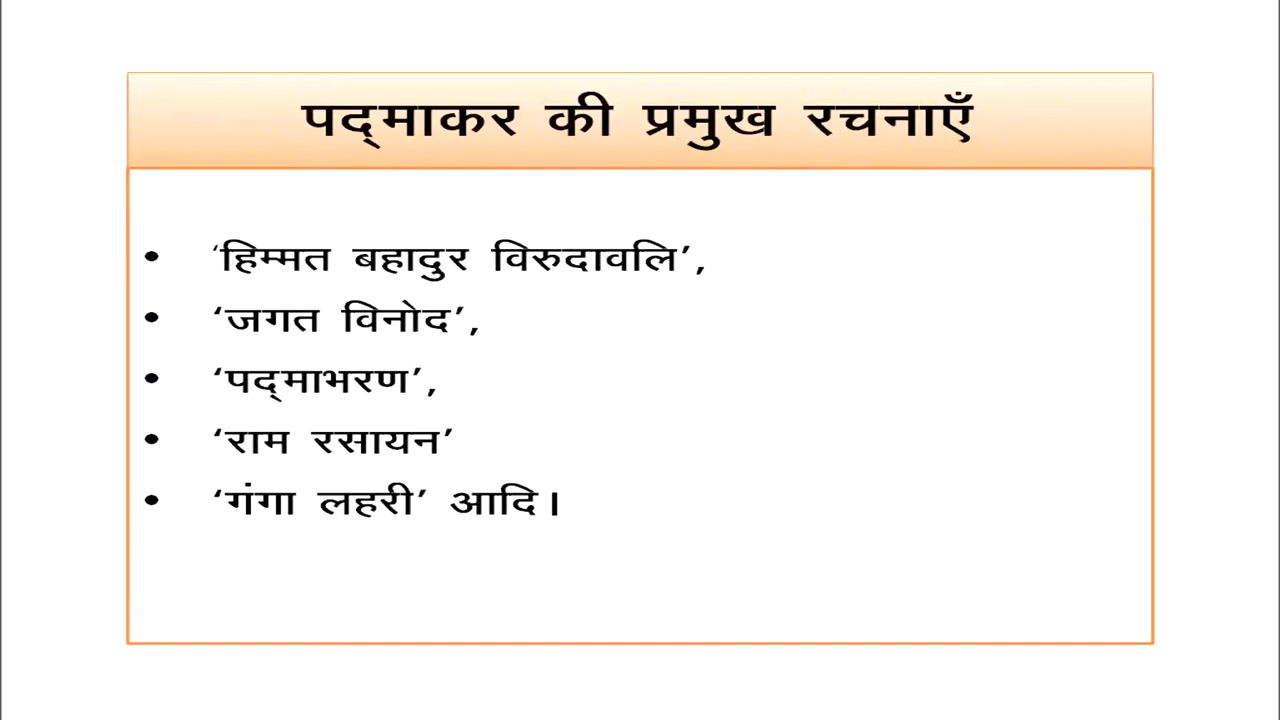 पद्माकर की प्रमुख रचनाएँ
• ‘हिम्मत बहादुर विरुदावलि’,
• ‘जगत विनोद’,
• ‘पद्माभरण’,
• ‘राम रसायन’
• ‘गंगा लहरी’ आदि।